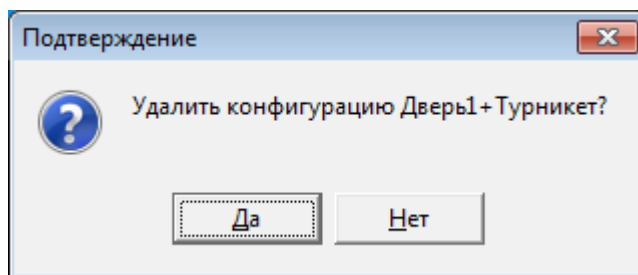 Подтверждение
Удалить конфигурацию Дверь1+Турникет?
Да
Нет